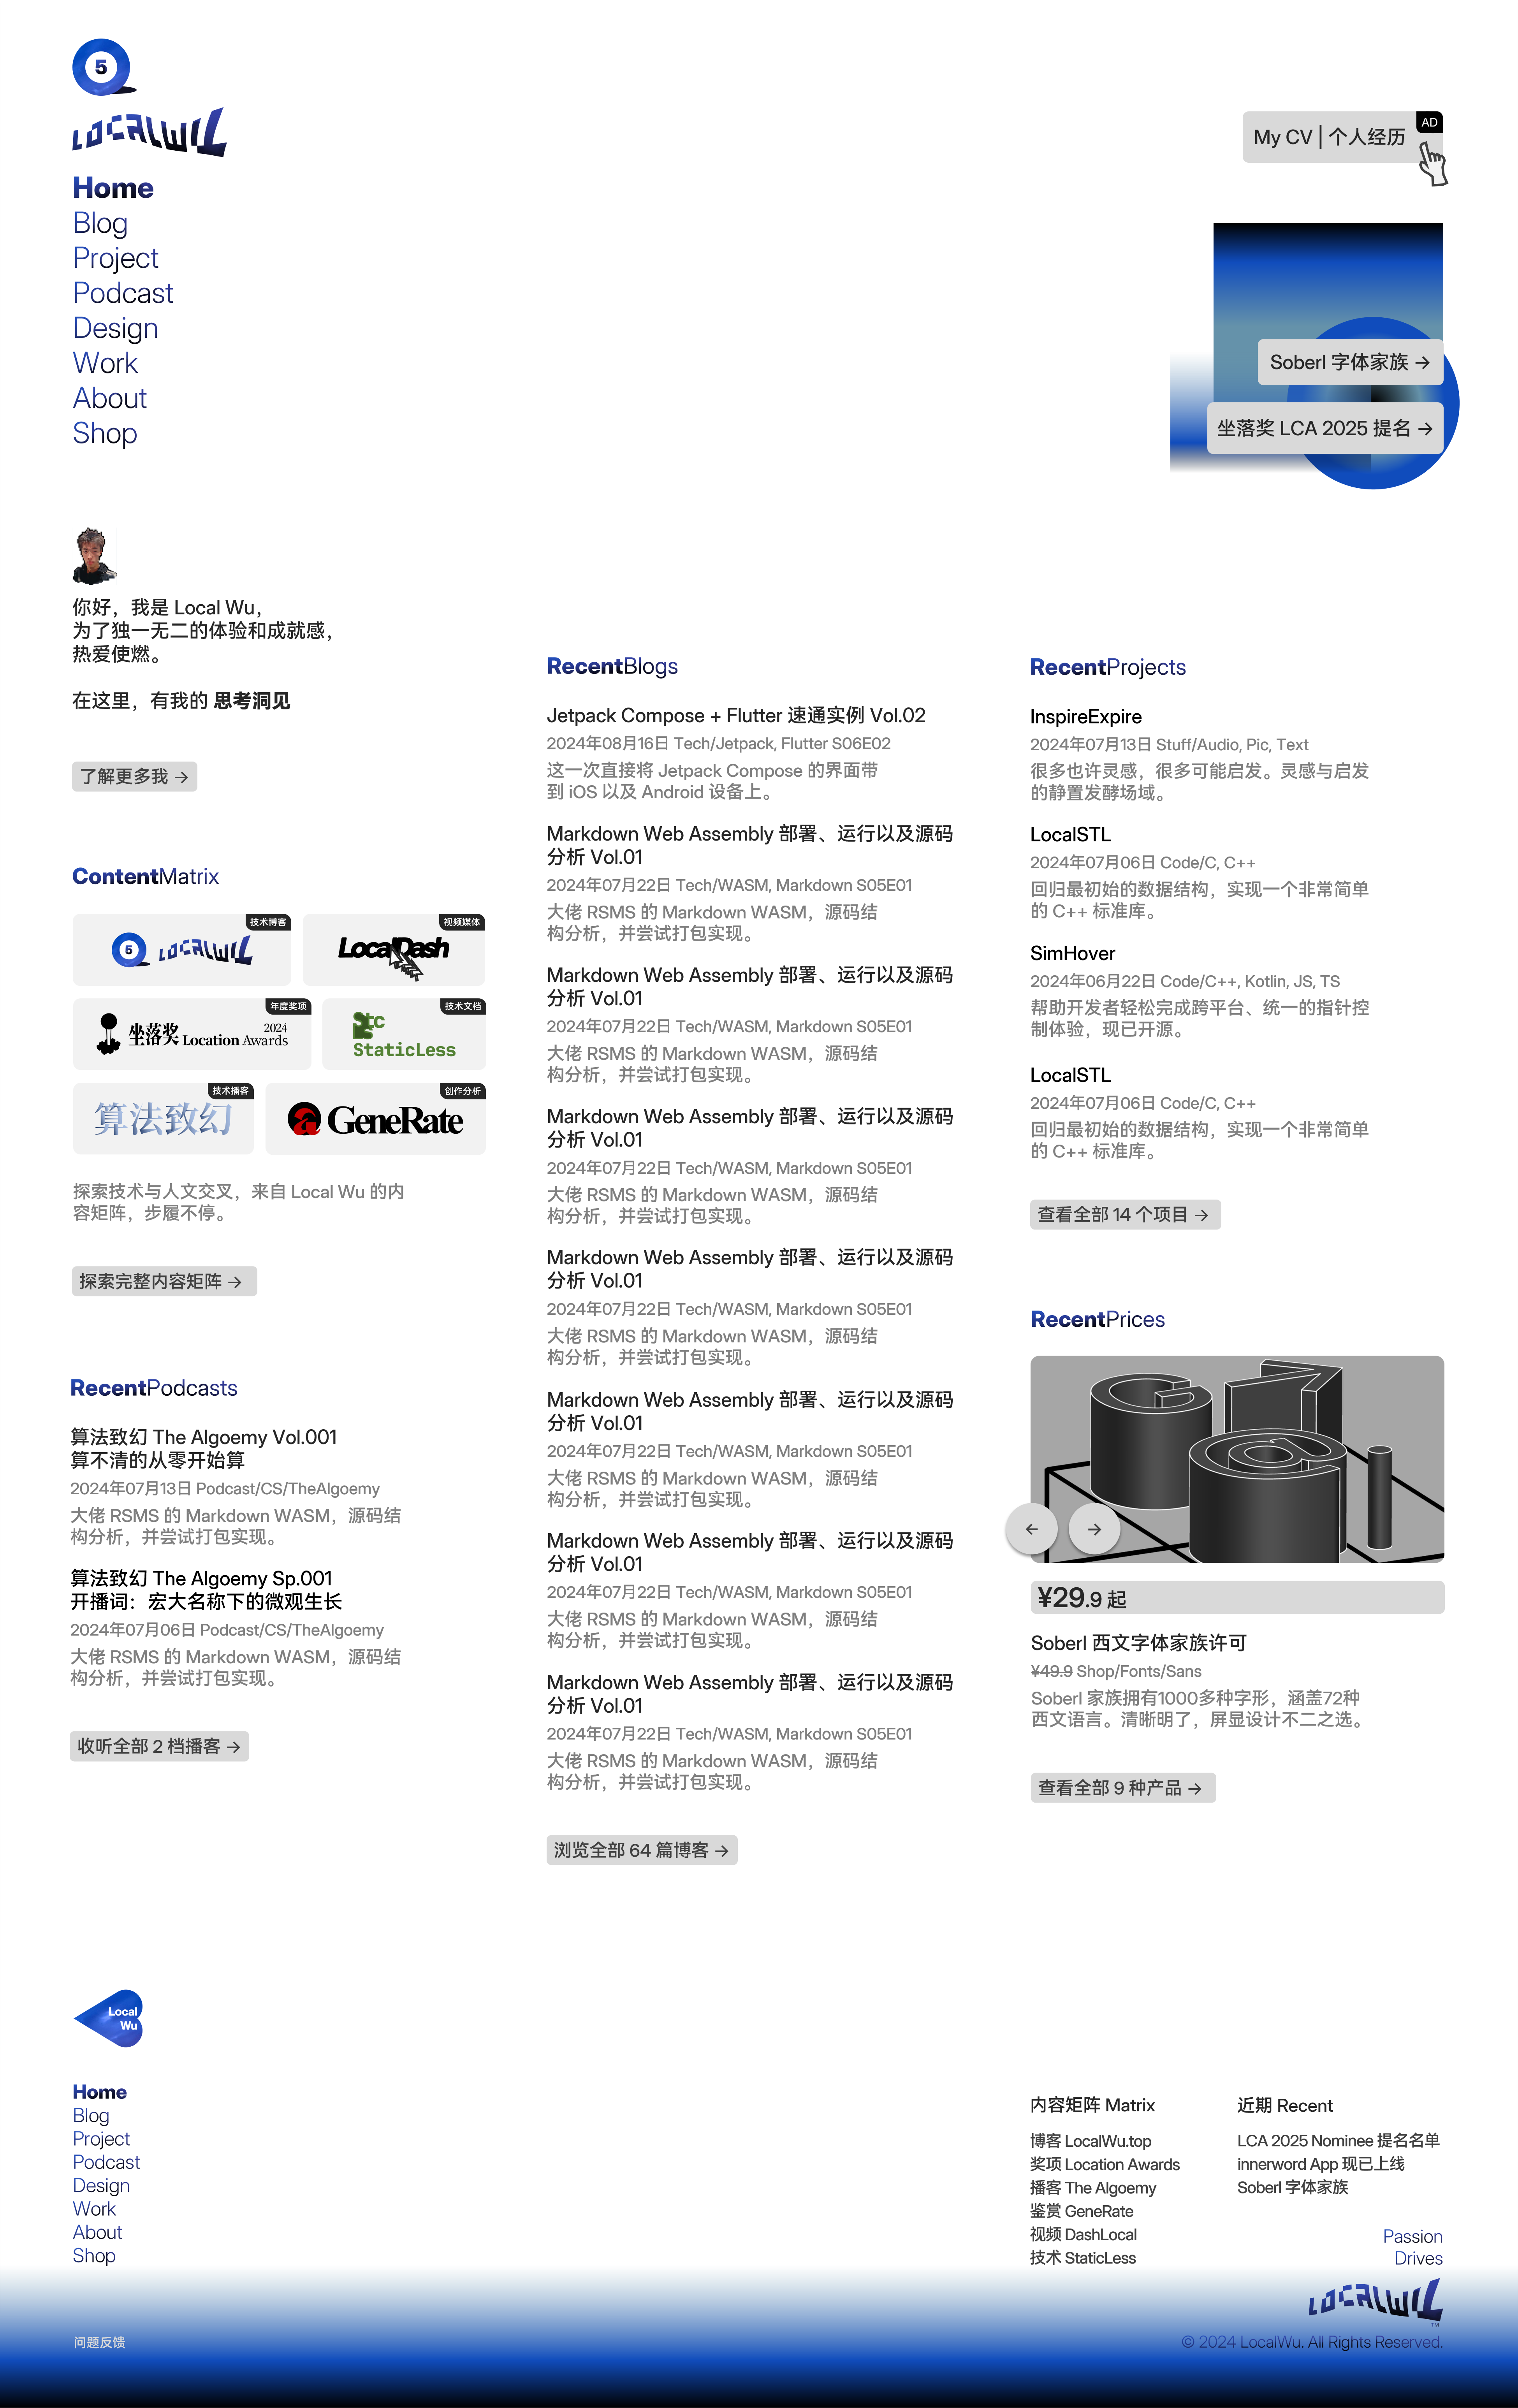 5
LOCALWU
Home
Blog
Project
Podcast
Design
Work
About
Shop
AD
My CV | 个人经历
Soberl 字体家族 →
坐落奖 LCA 2025 提名 →
你好，我是 Local Wu，
为了独一无二的体验和成就感，
热爱使燃。
在这里，有我的 思考洞见
了解更多我 →
ContentMatrix
技术博客
5 LOCALWU
视频媒体
LocalDash
年度奖项
坐落奖 Location Awards 2024
技术文档
Stc
StaticLess
技术播客
算法致幻
创作分析
GeneRate
探索技术与人文交叉，来自 Local Wu 的内
容矩阵，步履不停。
探索完整内容矩阵 →
RecentPodcasts
算法致幻 The Algoemy Vol.001
算不清的从零开始算
2024年07月13日 Podcast/CS/TheAlgoemy
大佬 RSMS 的 Markdown WASM，源码结
构分析，并尝试打包实现。
算法致幻 The Algoemy Sp.001
开播词：宏大名称下的微观生长
2024年07月06日 Podcast/CS/TheAlgoemy
大佬 RSMS 的 Markdown WASM，源码结
构分析，并尝试打包实现。
收听全部 2 档播客 →
RecentBlogs
Jetpack Compose + Flutter 速通实例 Vol.02
2024年08月16日 Tech/Jetpack, Flutter S06E02
这一次直接将 Jetpack Compose 的界面带
到 iOS 以及 Android 设备上。
Markdown Web Assembly 部署、运行以及源码
分析 Vol.01
2024年07月22日 Tech/WASM, Markdown S05E01
大佬 RSMS 的 Markdown WASM，源码结
构分析，并尝试打包实现。
Markdown Web Assembly 部署、运行以及源码
分析 Vol.01
2024年07月22日 Tech/WASM, Markdown S05E01
大佬 RSMS 的 Markdown WASM，源码结
构分析，并尝试打包实现。
Markdown Web Assembly 部署、运行以及源码
分析 Vol.01
2024年07月22日 Tech/WASM, Markdown S05E01
大佬 RSMS 的 Markdown WASM，源码结
构分析，并尝试打包实现。
Markdown Web Assembly 部署、运行以及源码
分析 Vol.01
2024年07月22日 Tech/WASM, Markdown S05E01
大佬 RSMS 的 Markdown WASM，源码结
构分析，并尝试打包实现。
Markdown Web Assembly 部署、运行以及源码
分析 Vol.01
2024年07月22日 Tech/WASM, Markdown S05E01
大佬 RSMS 的 Markdown WASM，源码结
构分析，并尝试打包实现。
Markdown Web Assembly 部署、运行以及源码
分析 Vol.01
2024年07月22日 Tech/WASM, Markdown S05E01
大佬 RSMS 的 Markdown WASM，源码结
构分析，并尝试打包实现。
Markdown Web Assembly 部署、运行以及源码
分析 Vol.01
2024年07月22日 Tech/WASM, Markdown S05E01
大佬 RSMS 的 Markdown WASM，源码结
构分析，并尝试打包实现。
浏览全部 64 篇博客 →
RecentProjects
InspireExpire
2024年07月13日 Stuff/Audio, Pic, Text
很多也许灵感，很多可能启发。灵感与启发
的静置发酵场域。
LocalSTL
2024年07月06日 Code/C, C++
回归最初始的数据结构，实现一个非常简单
的 C++ 标准库。
SimHover
2024年06月22日 Code/C++, Kotlin, JS, TS
帮助开发者轻松完成跨平台、统一的指针控
制体验，现已开源。
LocalSTL
2024年07月06日 Code/C, C++
回归最初始的数据结构，实现一个非常简单
的 C++ 标准库。
查看全部 14 个项目 →
RecentPrices
← →
¥29.9 起
Soberl 西文字体家族许可
¥49.9 Shop/Fonts/Sans
Soberl 家族拥有1000多种字形，涵盖72种
西文语言。清晰明了，屏显设计不二之选。
查看全部 9 种产品 →
Local
Wu
Home
Blog
Project
Podcast
Design
Work
About
Shop
问题反馈
内容矩阵 Matrix
博客 LocalWu.top
奖项 Location Awards
播客 The Algoemy
鉴赏 GeneRate
视频 DashLocal
技术 StaticLess
近期 Recent
LCA 2025 Nominee 提名名单
innerword App 现已上线
Soberl 字体家族
Passion
Drives
LOCALWU
TM
© 2024 LocalWu. All Rights Reserved.